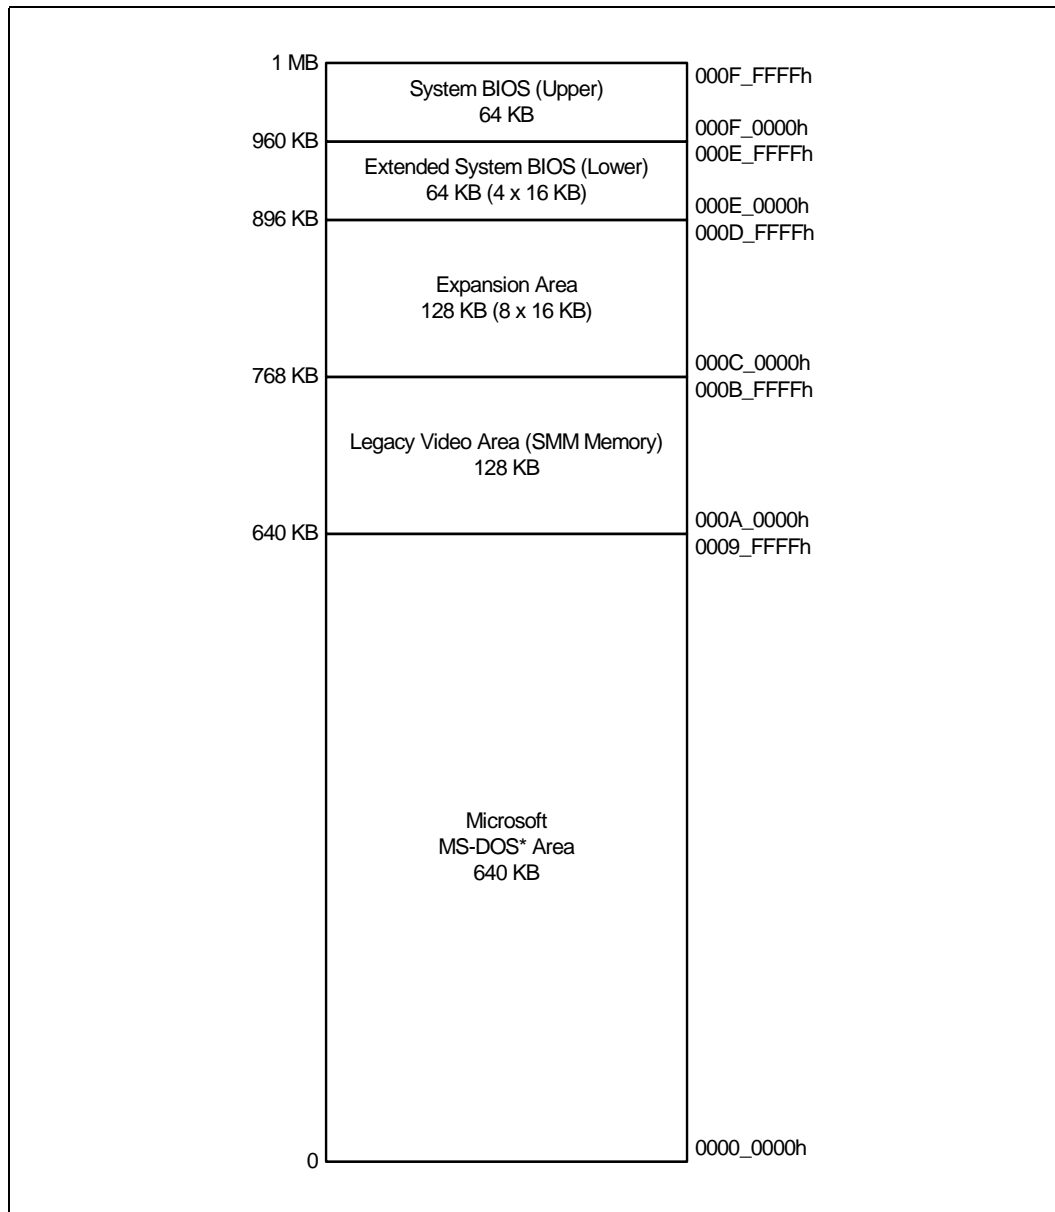 1 MB
000F_FFFFh
System BIOS (Upper)
64 KB
000F_0000h
960 KB
000E_FFFFh
Extended System BIOS (Lower)
64 KB (4 x 16 KB)
000E_0000h
896 KB
000D_FFFFh
Expansion Area
128 KB (8 x 16 KB)
000C_0000h
768 KB
000B_FFFFh
Legacy Video Area (SMM Memory)
128 KB
000A_0000h
640 KB
0009_FFFFh
Microsoft
MS-DOS* Area
640 KB
0000_0000h
0